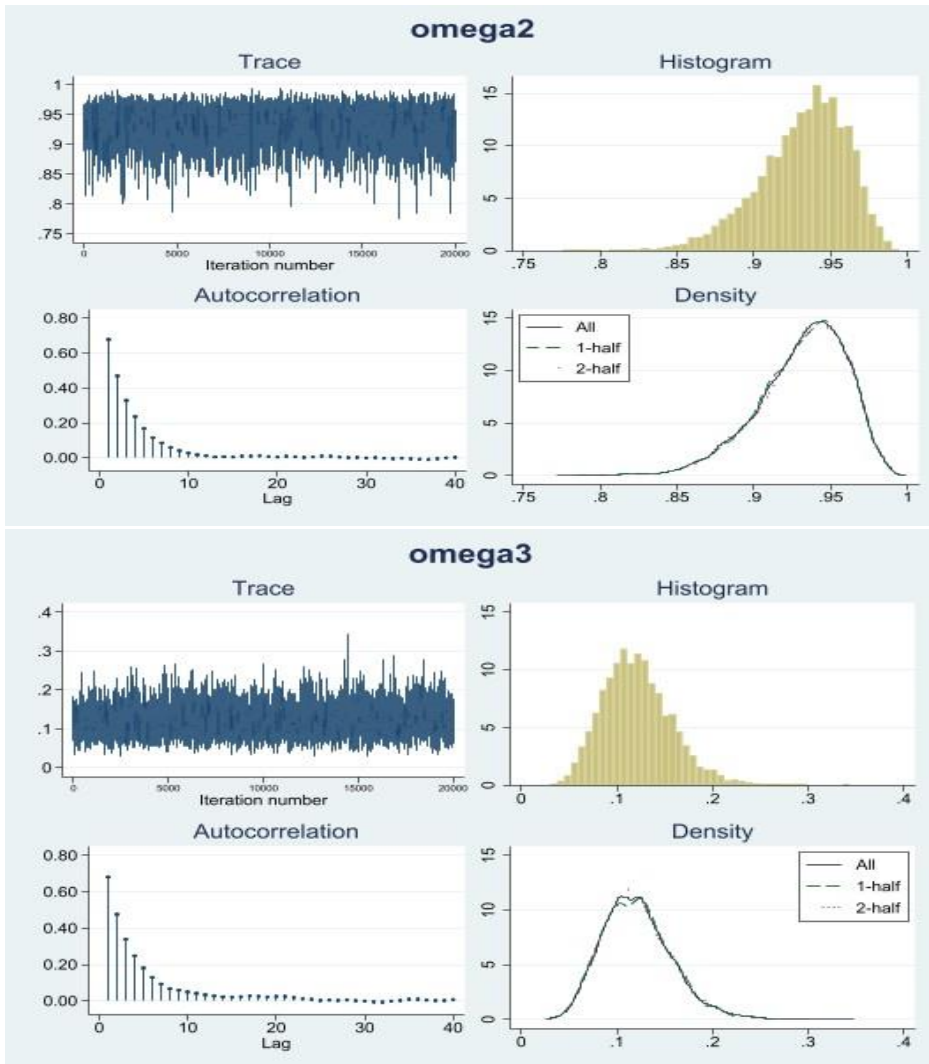 omega2
Trace
1
.95
.9
.85
.8
.75
0 5000 10000 15000 20000
Iteration number
Histogram
15
10
5
0
.75 .8 .85 .9 .95 1
Autocorrelation
0.80
0.60
0.40
0.20
0.00
0 10 20 30 40
Lag
Density
15
10
5
0
All
1-half
2-half
.75 .8 .85 .9 .95 1
omega3
Trace
.4
.3
.2
.1
0
0 5000 10000 15000 20000
Iteration number
Histogram
15
10
5
0
0 .1 .2 .3 .4
Autocorrelation
0.80
0.60
0.40
0.20
0.00
0 10 20 30 40
Lag
Density
15
10
5
0
All
1-half
2-half
0 .1 .2 .3 .4